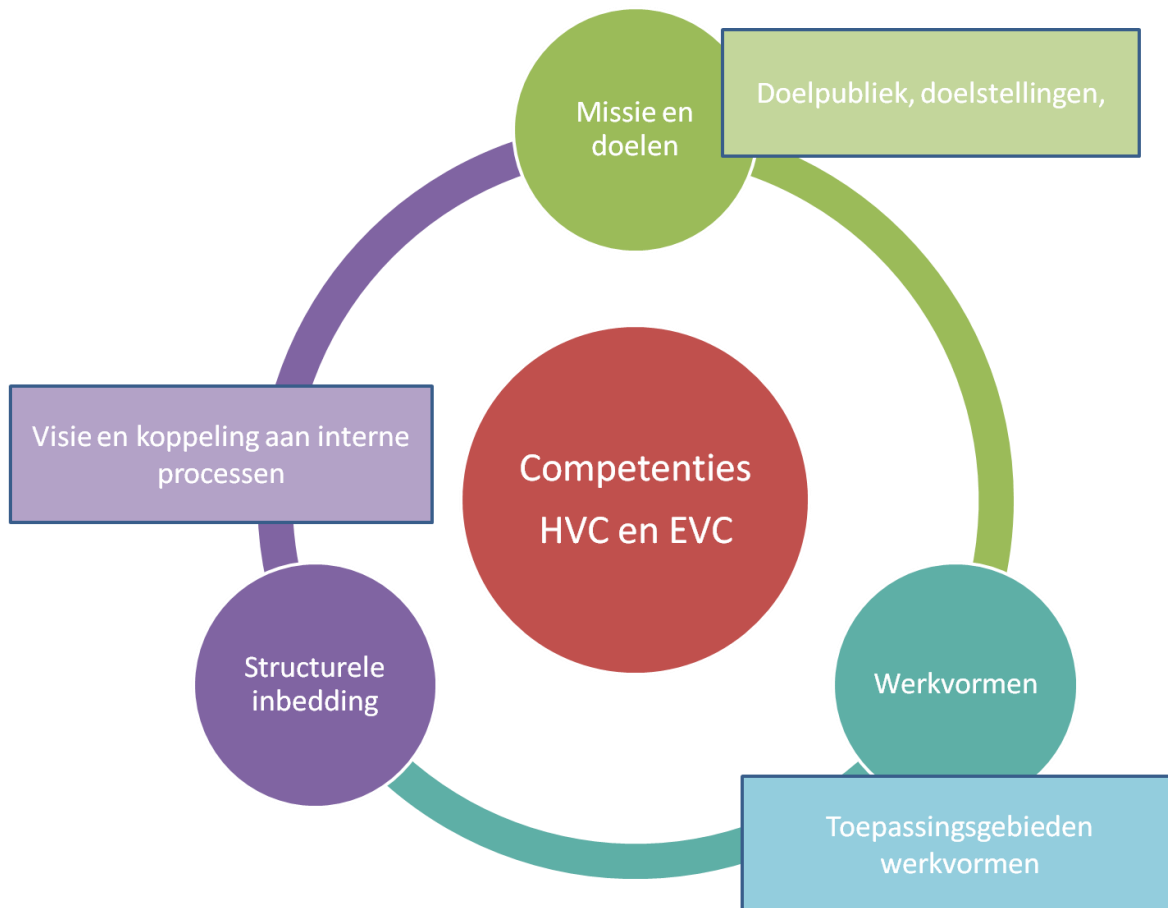 Missie en
doelen
Doelpubliek, doelstellingen,
Visie en koppeling aan interne
processen
Competenties
HVC en EVC
Structurele
inbedding
Werkvormen
Toepassingsgebieden
werkvormen